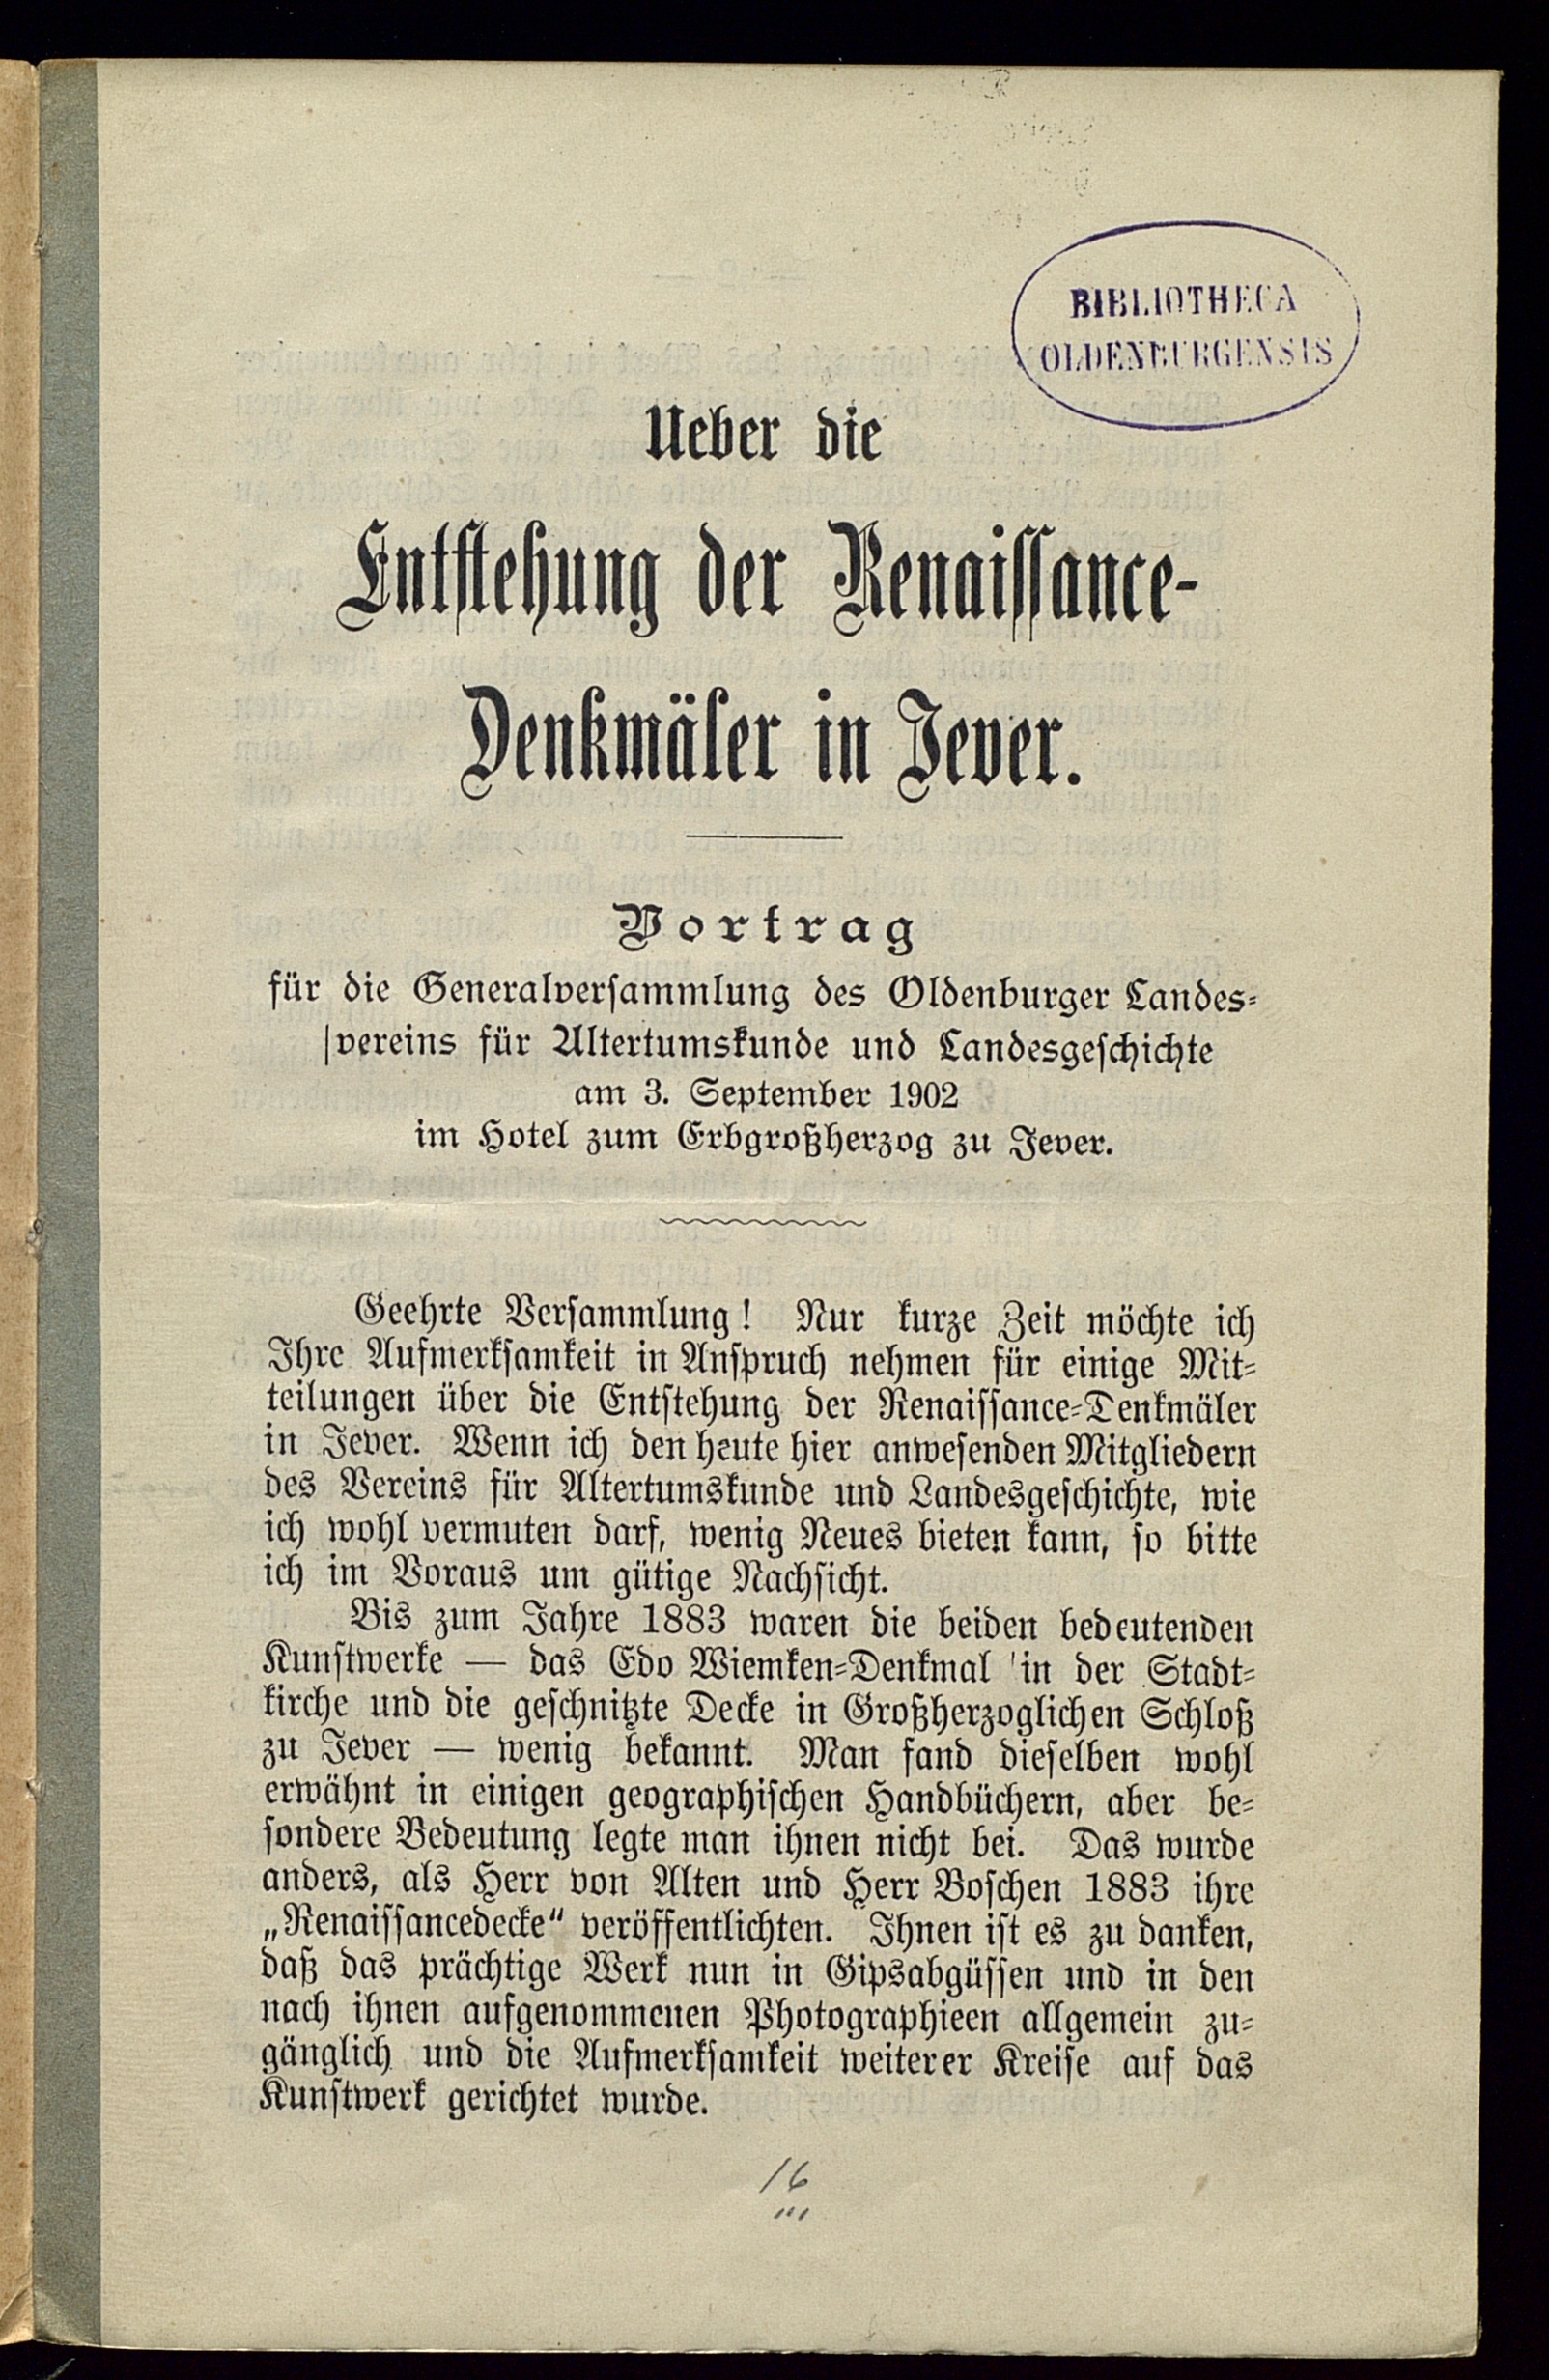 BIBLIOTHECA
OLDENBURGENSIS
Ueber die
Entstehung der Renaissance-
Denkmäler in Jever.
Vortrag
für die Generalversammlung des Oldenburger Landes-
vereins für Altertumskunde und Landesgeschichte
am 3. September 1902
im Hotel zum Erbgroßherzog zu Jever.
Geehrte Versammlung! Nur kurze Zeit möchte ich
Ihre Aufmerksamkeit in Anspruch nehmen für einige Mit-
teilungen über die Entstehung der Renaissance-Denkmäler
in Jever. Wenn ich den heute hier anwesenden Mitgliedern
des Vereins für Altertumskunde und Landesgeschichte, wie
ich wohl vermuten darf, wenig Neues bieten kann, so bitte
ich im Voraus um gütige Nachsicht.
Bis zum Jahre 1883 waren die beiden bedeutenden
Kunstwerke — das Edo Wiemken-Denkmal in der Stadt-
kirche und die geschnitzte Decke in Großherzoglichen Schloß
zu Jever — wenig bekannt. Man fand dieselben wohl
erwähnt in einigen geographischen Handbüchern, aber be-
sondere Bedeutung legte man ihnen nicht bei. Das wurde
anders, als Herr von Alten und Herr Boschen 1883 ihre
„Renaissancedecke“ veröffentlichten. Ihnen ist es zu danken,
daß das prächtige Werk nun in Gipsabgüssen und in den
nach ihnen aufgenommenen Photographieen allgemein zu-
gänglich und die Aufmerksamkeit weiterer Kreise auf das
Kunstwerk gerichtet wurde.
16